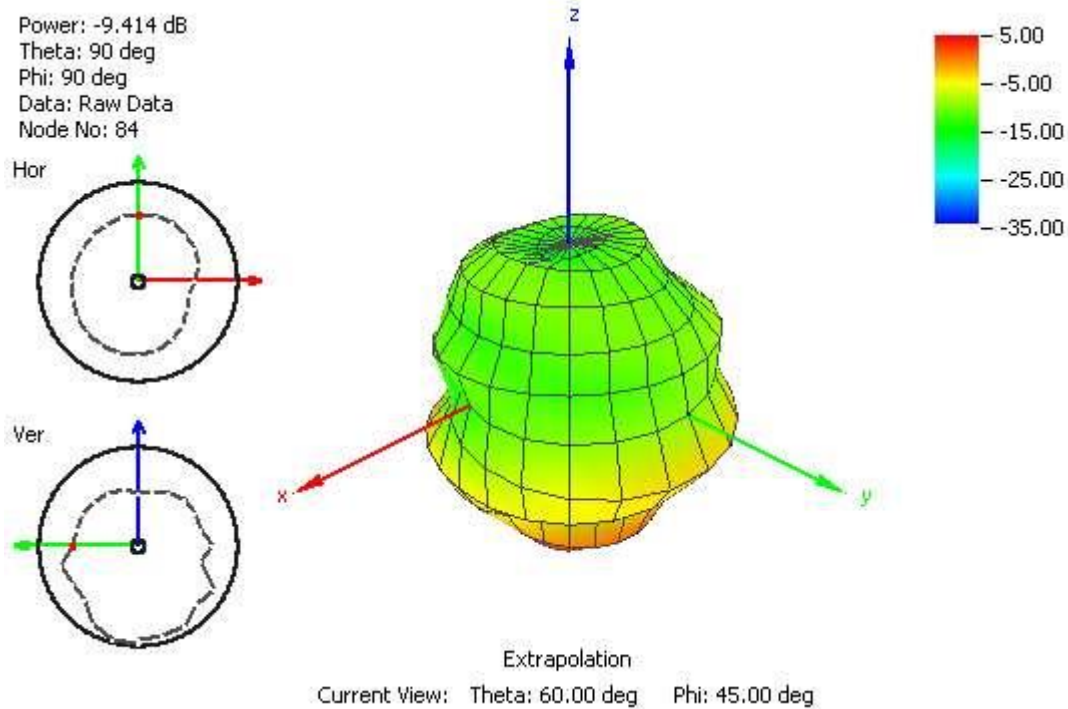 Power: -9.414 dB
Theta: 90 deg
Phi: 90 deg
Data: Raw Data
Node No: 84
Hor
Ver
z
x
y
5.00
-5.00
-15.00
-25.00
-35.00
Extrapolation
Current View: Theta: 60.00 deg Phi: 45.00 deg